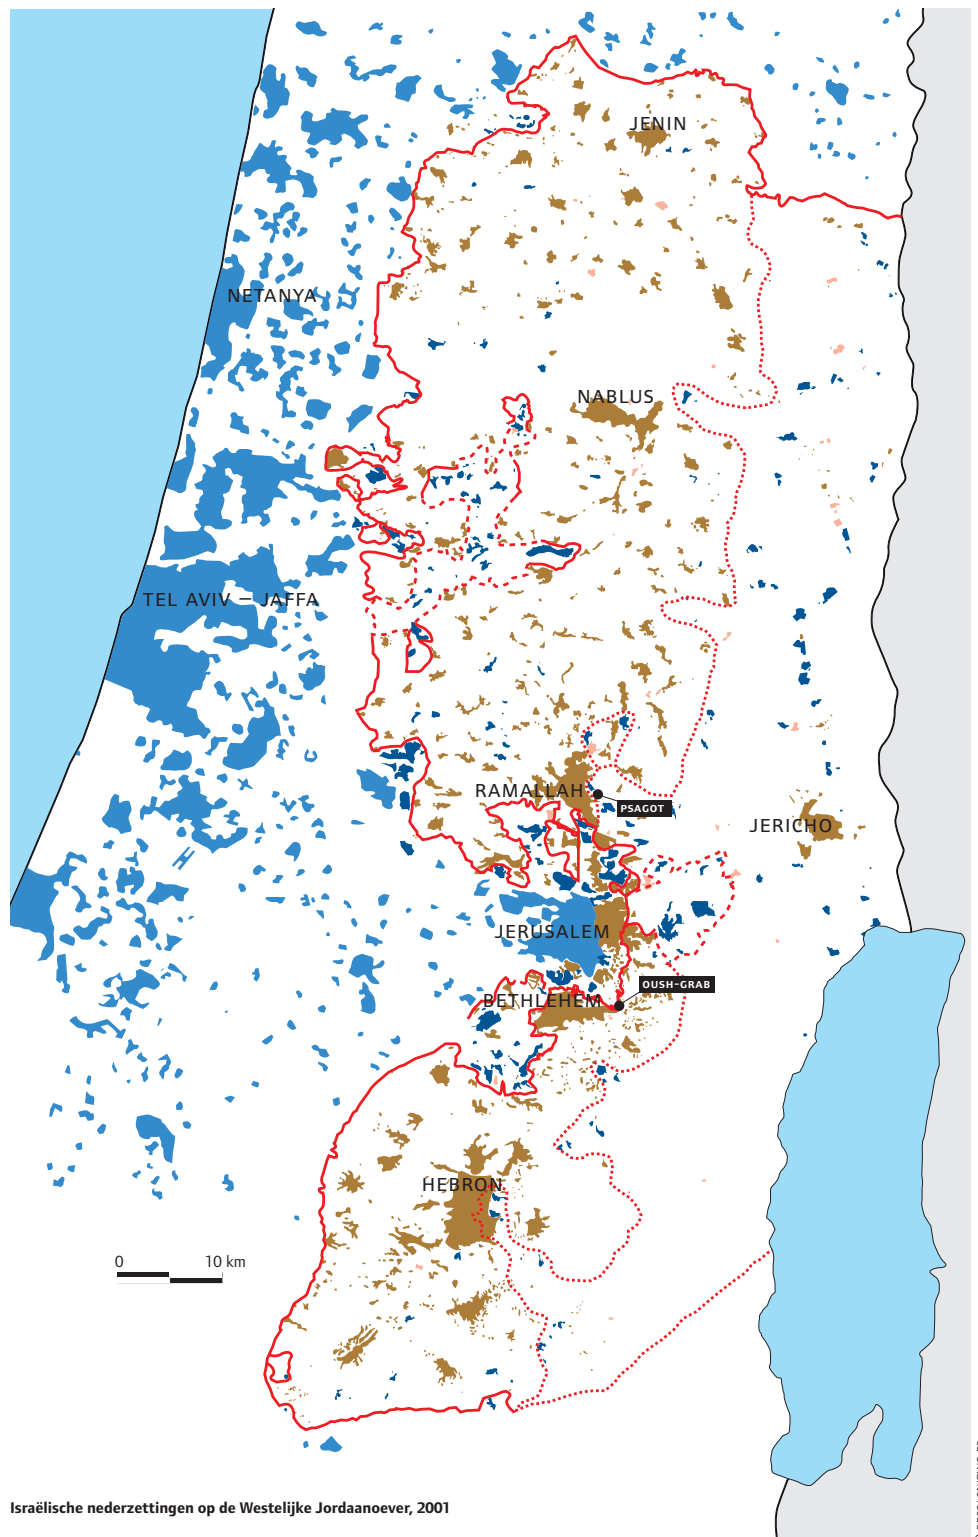 JENIN
NETANYA
NABLUS
TEL AVIV – JAFFA
RAMALLAH
PSAGOT
JERICHO
JERUSALEM
OUSH-GRAB
BETHLEHEM
HEBRON
0 10 km
Israëlische nederzettingen op de Westelijke Jordaanoever, 2001